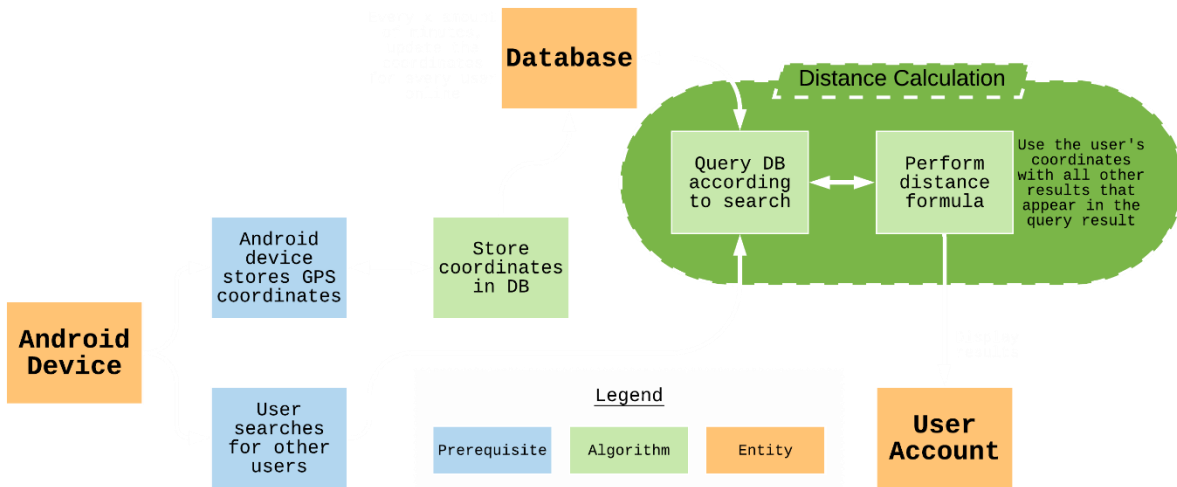 Database
Distance Calculation
Query DB
according
to search
Perform
distance
formula
Use the user's
coordinates
with all other
results that
appear in the
query result
Android
device
stores GPS
coordinates
Store
coordinates
in DB
Android
Device
User
searches
for other
users
Legend
Prerequisite
Algorithm
Entity
User
Account